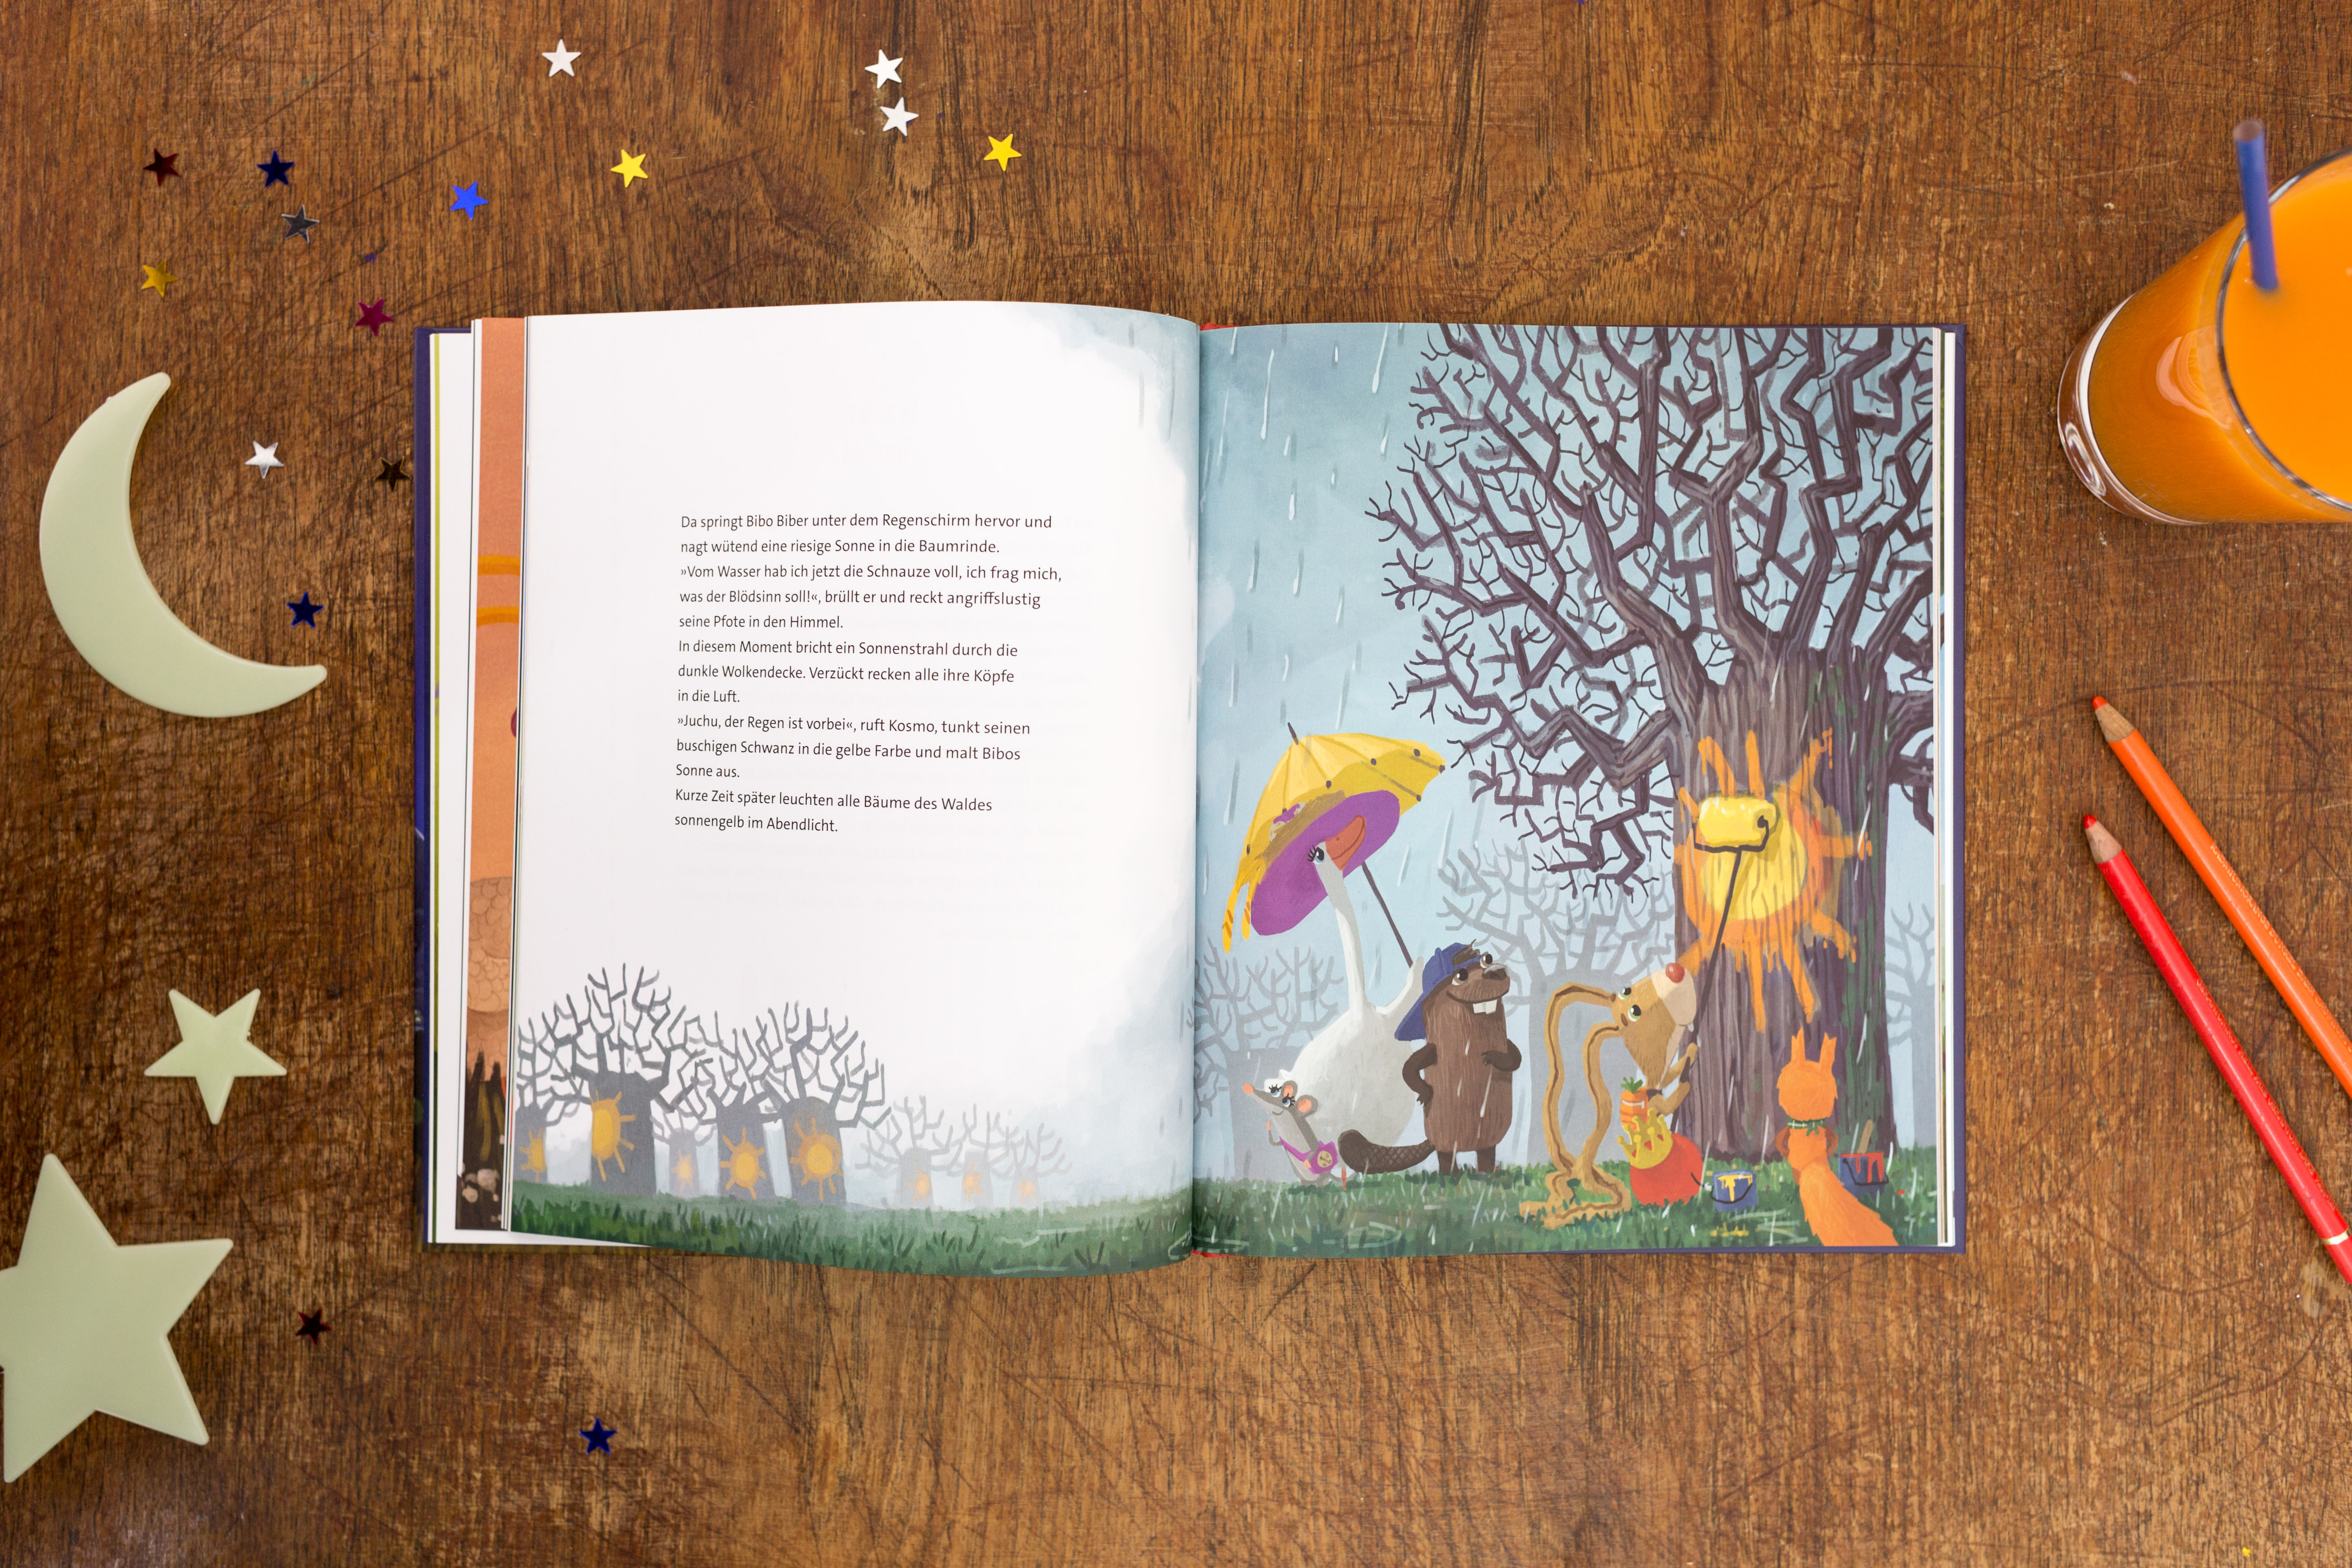 Da springt Bibo Biber unter dem Regenschirm hervor und
nagt wütend eine riesige Sonne in die Baumrinde.
»Vom Wasser hab ich jetzt die Schnauze voll, ich frag mich,
was der Blödsinn soll!«, brüllt er und reckt angriffslustig
seine Pfote in den Himmel.
In diesem Moment bricht ein Sonnenstrahl durch die
dunkle Wolkendecke. Verzückt recken alle ihre Köpfe
in die Luft.
»Juchu, der Regen ist vorbei«, ruft Kosmo, tunkt seinen
buschigen Schwanz in die gelbe Farbe und malt Bibos
Sonne aus.
Kurze Zeit später leuchten alle Bäume des Waldes
sonnengelb im Abendlicht.